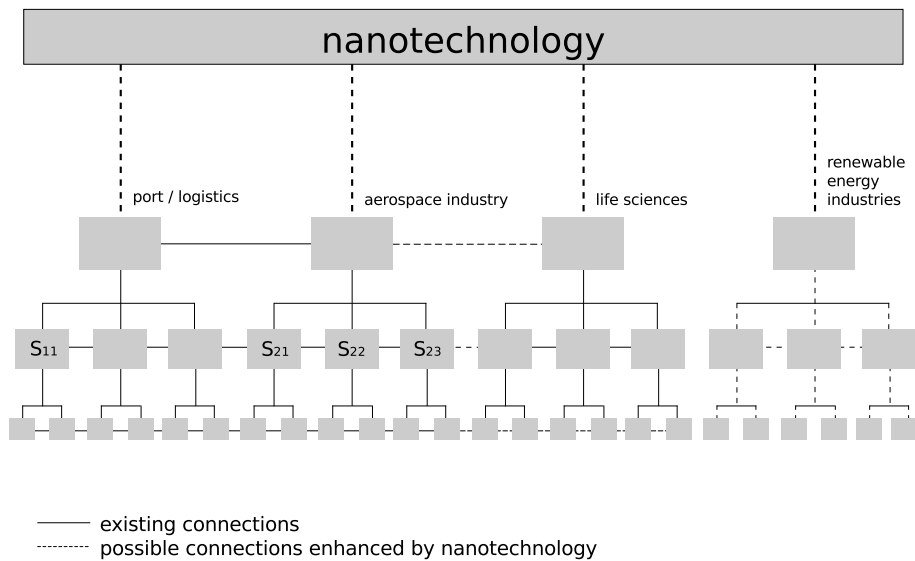 nanotechnology
port / logistics
aerospace industry
life sciences
renewable
energy
industries
S11
S21
S22
S23
existing connections
possible connections enhanced by nanotechnology